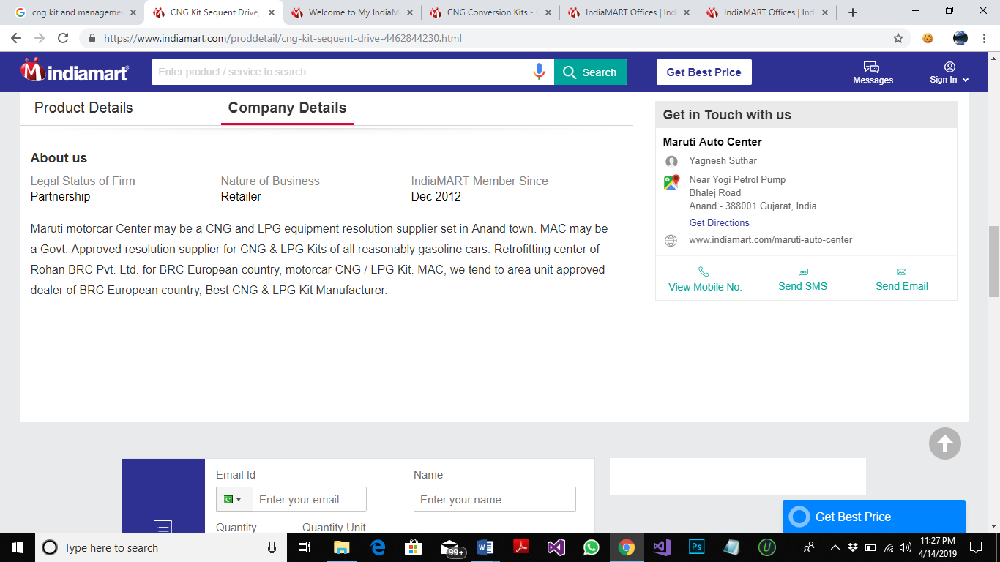 cng kit and manageme
CNG Kit Sequent Drive,
Welcome to My IndiaM
CNG Conversion Kits -
IndiaMART Offices | Ind
IndiaMART Offices | Ind
https://www.indiamart.com/proddetail/cng-kit-sequent-drive-4462844230.html
indiamart
Enter product / service to search
Search
Get Best Price
Messages
Sign In
Product Details
Company Details
About us
Legal Status of Firm
Nature of Business
IndiaMART Member Since
Partnership
Retailer
Dec 2012
Maruti motorcar Center may be a CNG and LPG equipment resolution supplier set in Anand town. MAC may be
a Govt. Approved resolution supplier for CNG & LPG Kits of all reasonably gasoline cars. Retrofitting center of
Rohan BRC Pvt. Ltd. for BRC European country, motorcar CNG / LPG Kit. MAC, we tend to area unit approved
dealer of BRC European country, Best CNG & LPG Kit Manufacturer.
Get in Touch with us
Maruti Auto Center
Yagnesh Suthar
Near Yogi Petrol Pump
Bhalej Road
Anand - 388001 Gujarat, India
Get Directions
www.indiamart.com/maruti-auto-center
View Mobile No.
Send SMS
Send Email
Email Id
Name
Enter your email
Enter your name
Quantity
Quantity Unit
Get Best Price
Type here to search
99+
Ps
11:27 PM
4/14/2019